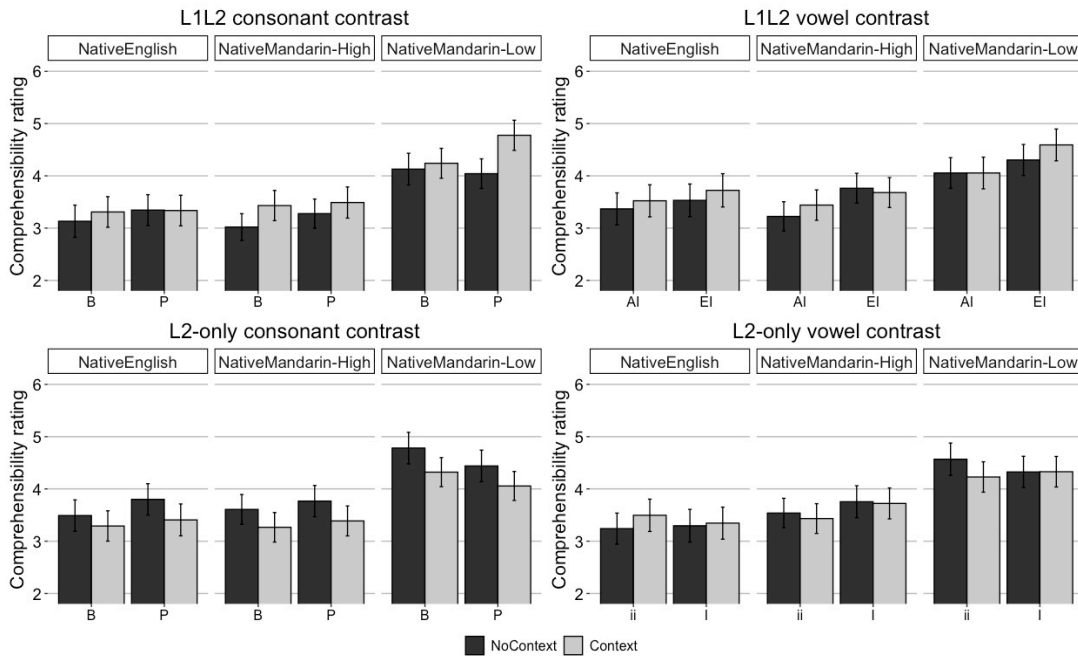 L1L2 consonant contrast
NativeEnglish NativeMandarin-High NativeMandarin-Low
Comprehensibility rating
6
5
4
3
2
B P B P B P
L1L2 vowel contrast
NativeEnglish NativeMandarin-High NativeMandarin-Low
Comprehensibility rating
6
5
4
3
2
AI EI AI EI AI EI
L2-only consonant contrast
NativeEnglish NativeMandarin-High NativeMandarin-Low
Comprehensibility rating
6
5
4
3
2
B P B P B P
L2-only vowel contrast
NativeEnglish NativeMandarin-High NativeMandarin-Low
Comprehensibility rating
6
5
4
3
2
ii I ii I ii I
NoContext Context